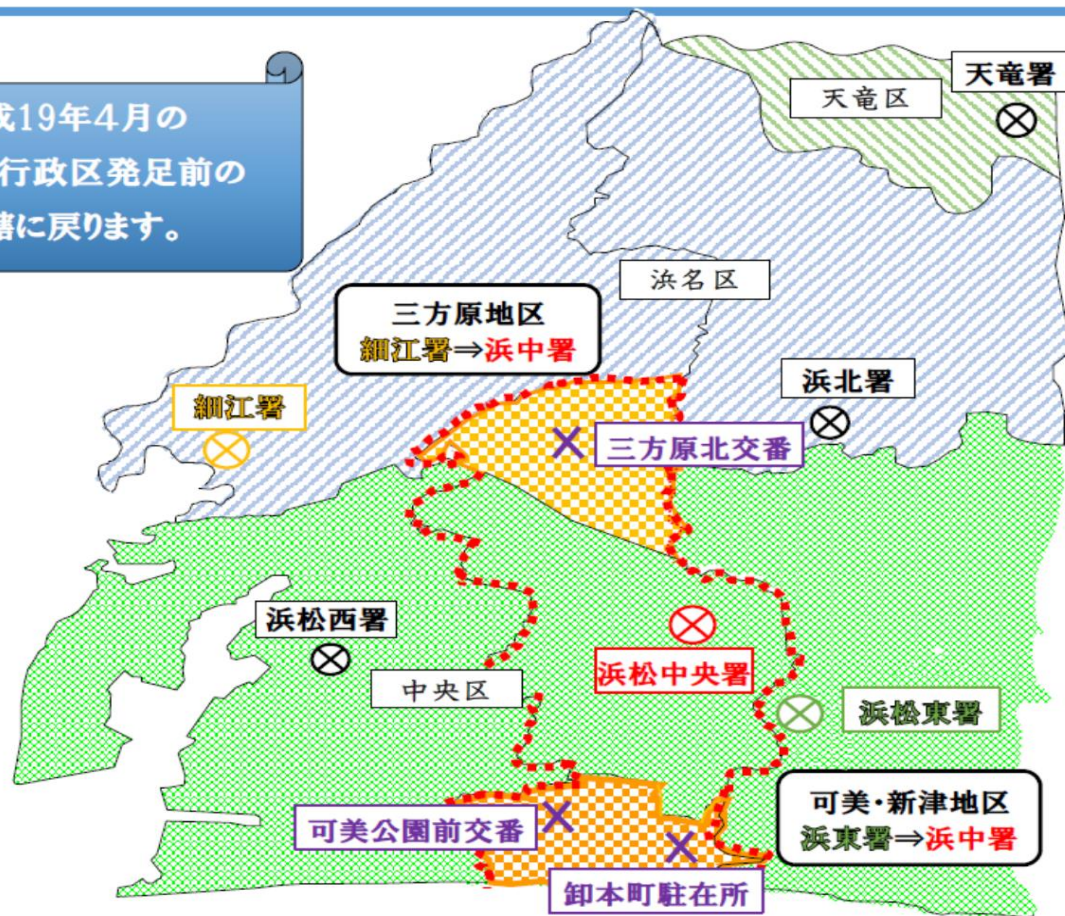 成19年4月の
行政区発足前の
轄に戻ります。
天竜署
天竜区
浜名区
三方原地区
細江署⇒浜中署
細江署
浜北署
三方原北交番
浜松西署
中央区
浜松中央署
浜松東署
可美・新津地区
浜東署⇒浜中署
可美公園前交番
卸本町駐在所